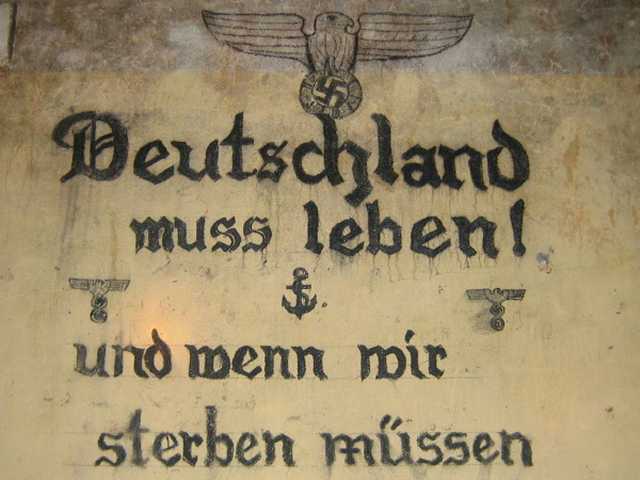 Deutschland
muss leben!
und wenn wir
sterben müssen